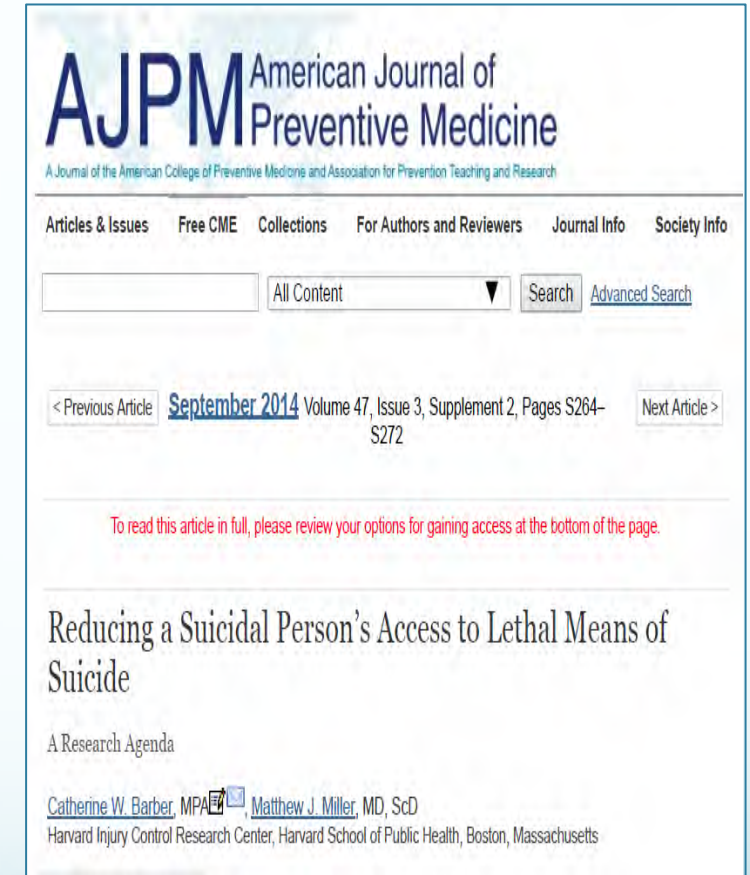 AJPM American Journal of
Preventive Medicine
A Journal of the American College of Preventive Medicine and Association for Prevention Teaching and Research
Articles & Issues Free CME Collections For Authors and Reviewers Journal Info Society Info
All Content ▼ Search Advanced Search
< Previous Article September 2014 Volume 47, Issue 3, Supplement 2, Pages S264–
S272 Next Article >
To read this article in full, please review your options for gaining access at the bottom of the page.
Reducing a Suicidal Person’s Access to Lethal Means of
Suicide
A Research Agenda
Catherine W. Barber, MPA, Matthew J. Miller, MD, ScD
Harvard Injury Control Research Center, Harvard School of Public Health, Boston, Massachusetts